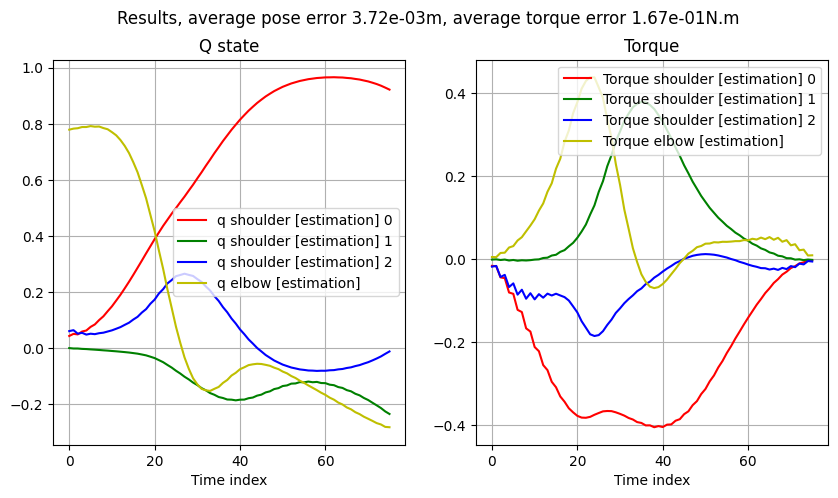 Results, average pose error 3.72e-03m, average torque error 1.67e-01N.m
Q state
1.0
0.8
0.6
0.4
0.2
0.0
−0.2
q shoulder [estimation] 0
q shoulder [estimation] 1
q shoulder [estimation] 2
q elbow [estimation]
0 20 40 60
Time index
Torque
0.4
0.2
0.0
−0.2
−0.4
Torque shoulder [estimation] 0
Torque shoulder [estimation] 1
Torque shoulder [estimation] 2
Torque elbow [estimation]
0 20 40 60
Time index